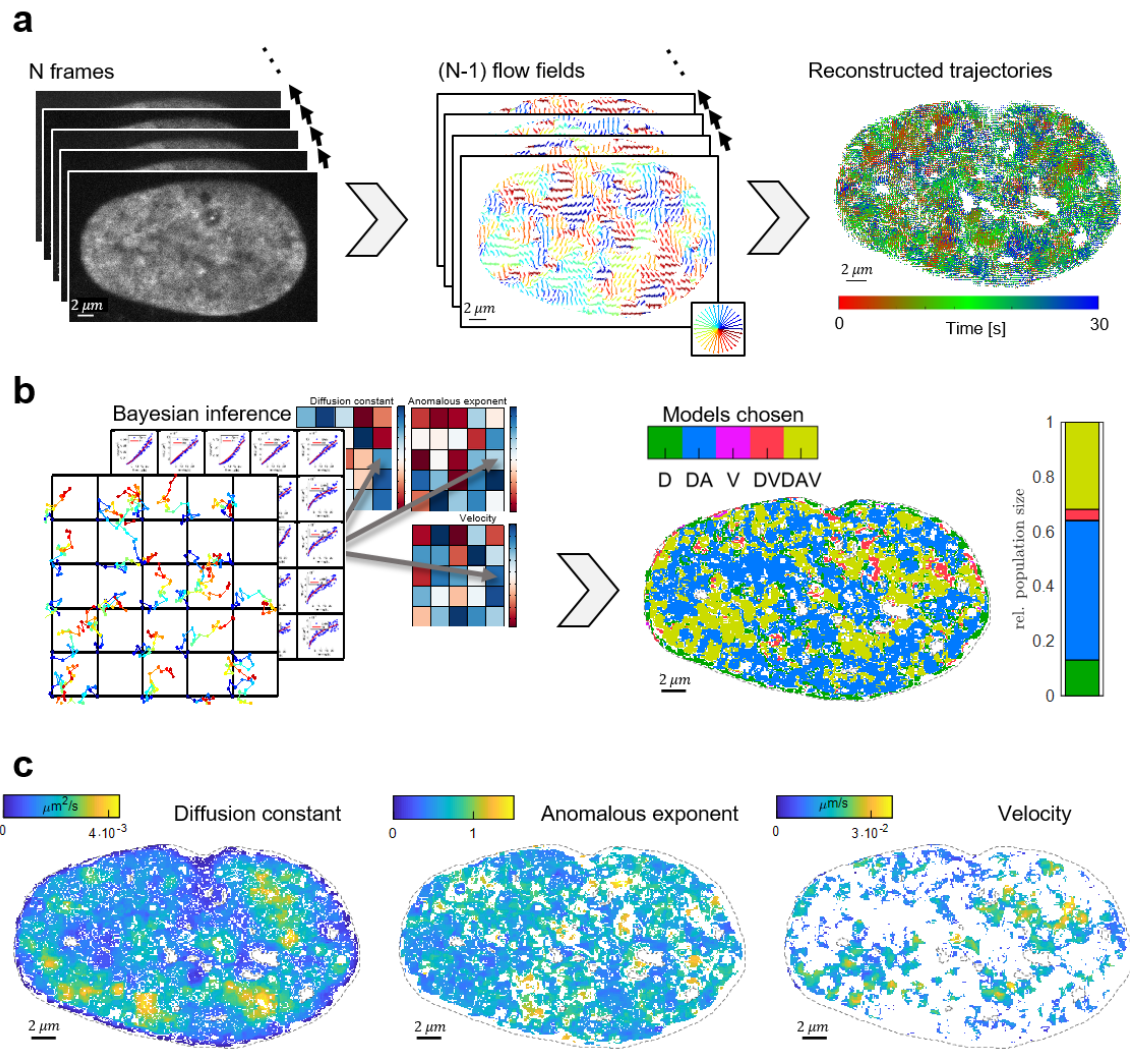 a
N frames
(N-1) flow fields
Reconstructed trajectories
2 μm
2 μm
2 μm
0
30
Time [s]
b
Bayesian inference
Diffusion constant
Anomalous exponent
Velocity
Models chosen
D DA V DVDAV
2 μm
rel. population size
1
0.8
0.6
0.4
0.2
0
c
μm²/s
0
4·10⁻³
Diffusion constant
0
1
Anomalous exponent
μm/s
0
3·10⁻²
Velocity
2 μm
2 μm
2 μm